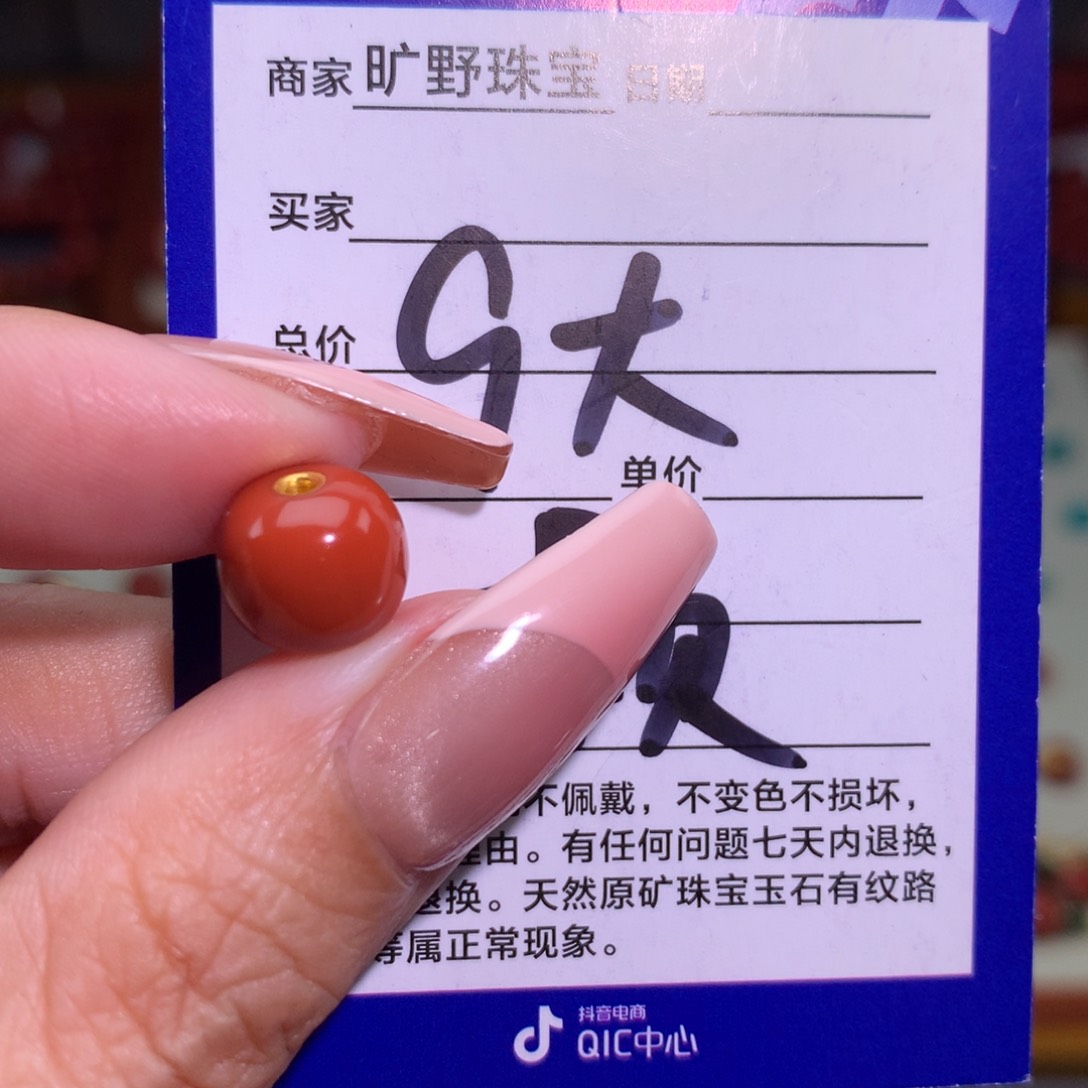 商家 旷野珠宝 日期
买家
总价
9大
单价
不佩戴，不变色不损坏，
理由。有任何问题七天内退换，
退换。天然原矿珠宝玉石有纹路
等属正常现象。
抖音电商
QIC中心